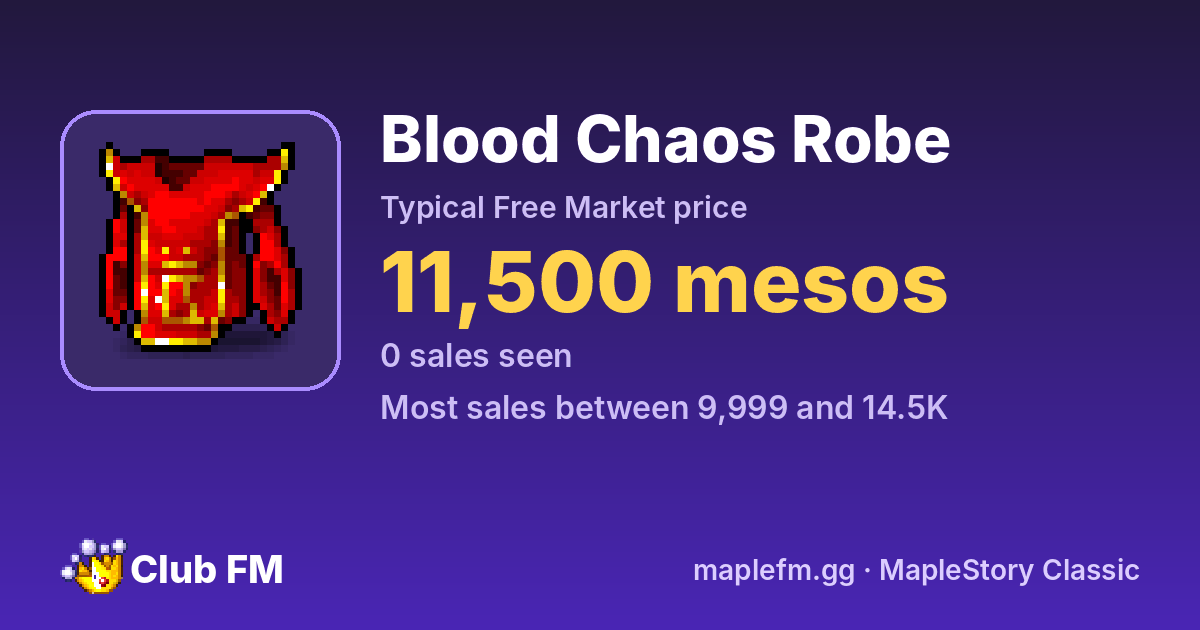 Blood Chaos Robe
Typical Free Market price
11,500 mesos
0 sales seen
Most sales between 9,999 and 14.5K
Club FM
maplefm.gg · MapleStory Classic